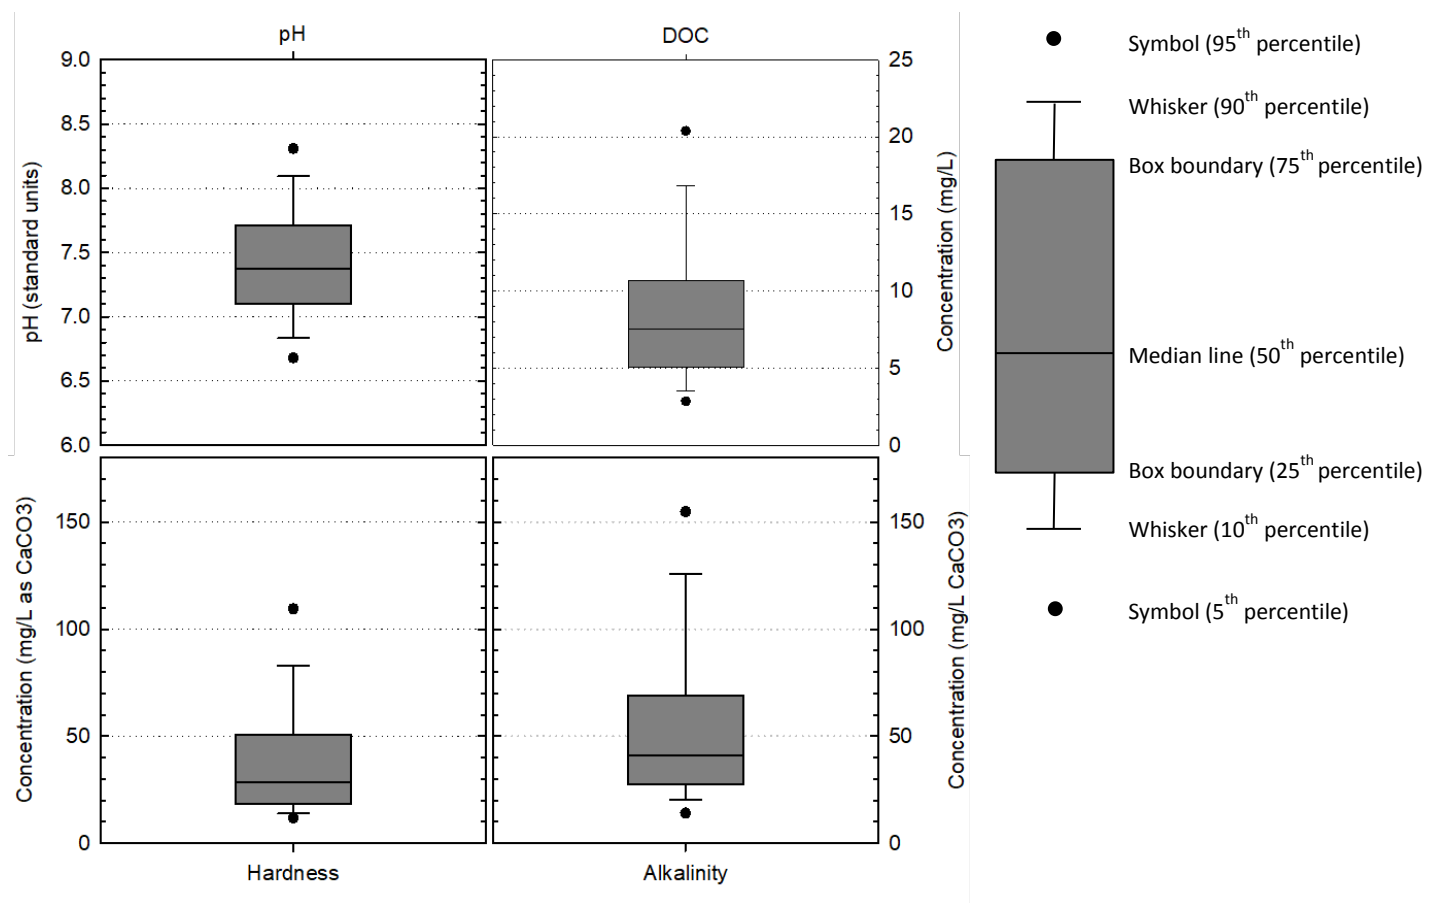 pH
DOC
9.0
8.5
8.0
7.5
7.0
6.5
6.0
pH (standard units)
25
20
15
10
5
0
Concentration (mg/L)
150
100
50
0
Concentration (mg/L as CaCO3)
150
100
50
0
Concentration (mg/L CaCO3)
Hardness
Alkalinity
Symbol (95th percentile)
Whisker (90th percentile)
Box boundary (75th percentile)
Median line (50th percentile)
Box boundary (25th percentile)
Whisker (10th percentile)
Symbol (5th percentile)